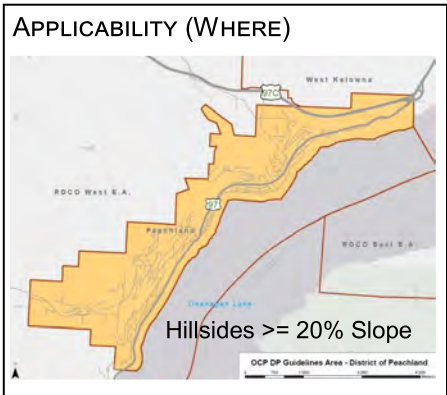 APPLICABILITY (WHERE)
West Kelowna
97C
RDCO West E.A.
97
Peachland
RDCO East E.A.
Okanagan Lake
Hillsides >= 20% Slope
OCP DP Guidelines Area - District of Peachland